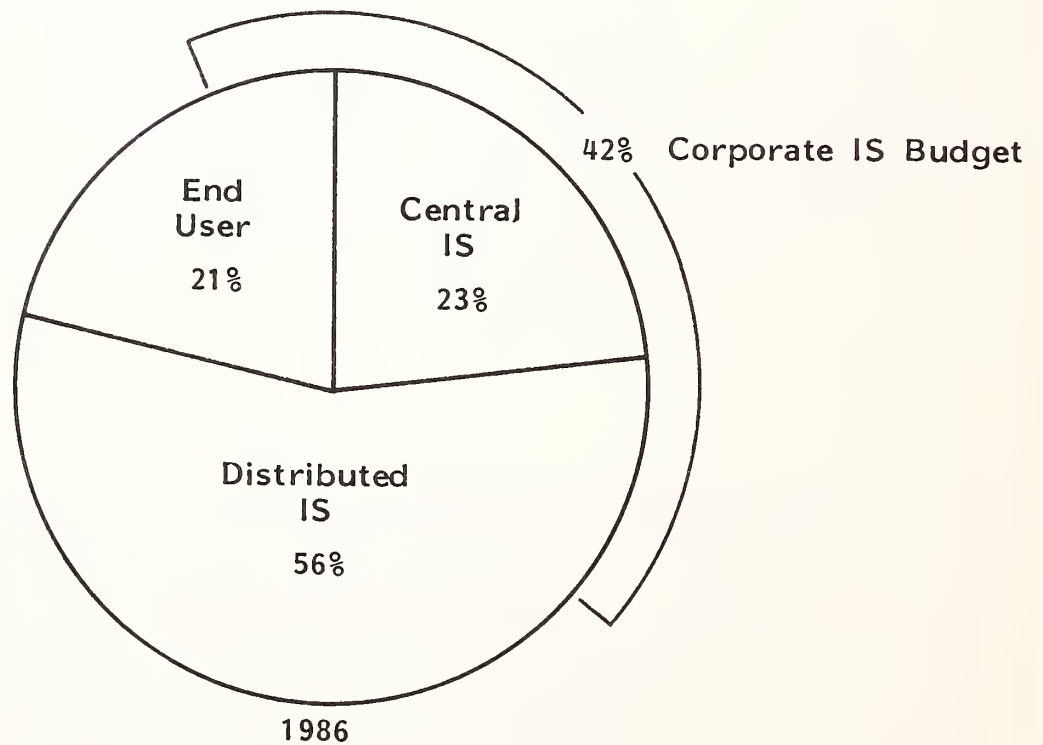 42% Corporate IS Budget
End
User
21%
Central
IS
23%
Distributed
IS
56%
1986